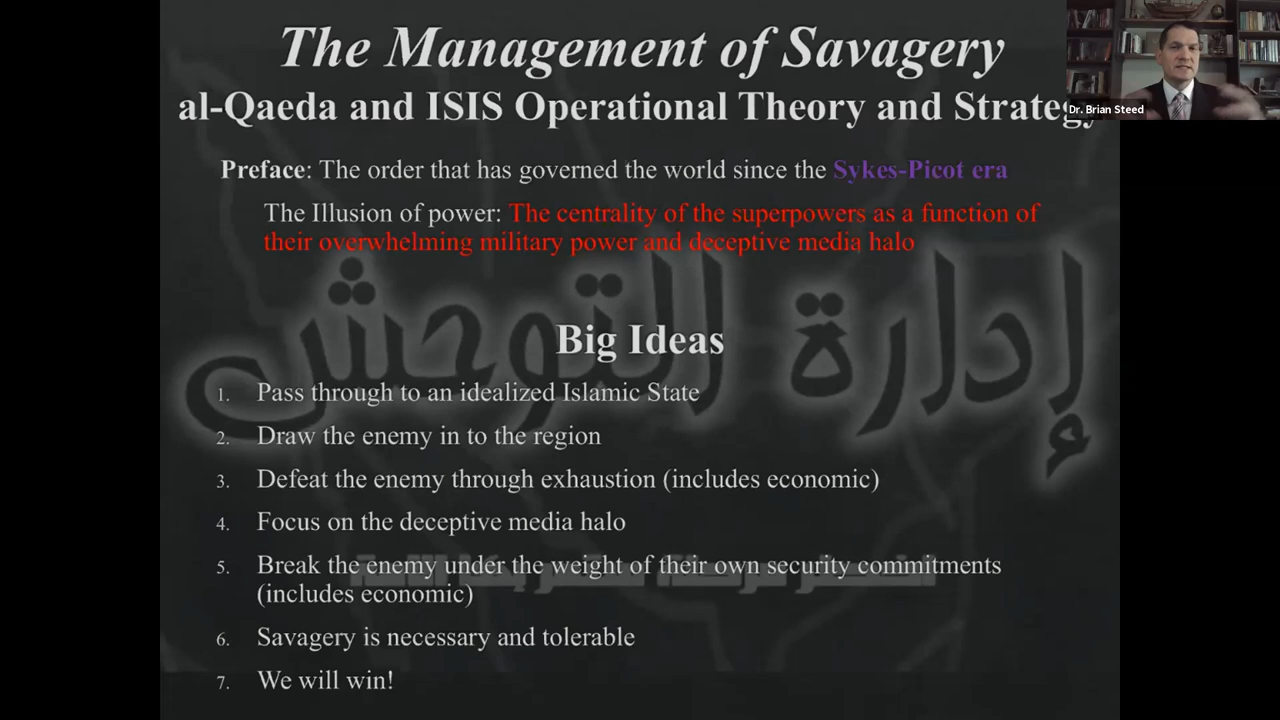 The Management of Savagery
al-Qaeda and ISIS Operational Theory and Strategy
Dr. Brian Steed
Preface: The order that has governed the world since the Sykes-Picot era
The Illusion of power: The centrality of the superpowers as a function of
their overwhelming military power and deceptive media halo
إدارة التوحش
Big Ideas
1. Pass through to an idealized Islamic State
2. Draw the enemy in to the region
3. Defeat the enemy through exhaustion (includes economic)
4. Focus on the deceptive media halo
5. Break the enemy under the weight of their own security commitments
(includes economic)
6. Savagery is necessary and tolerable
7. We will win!